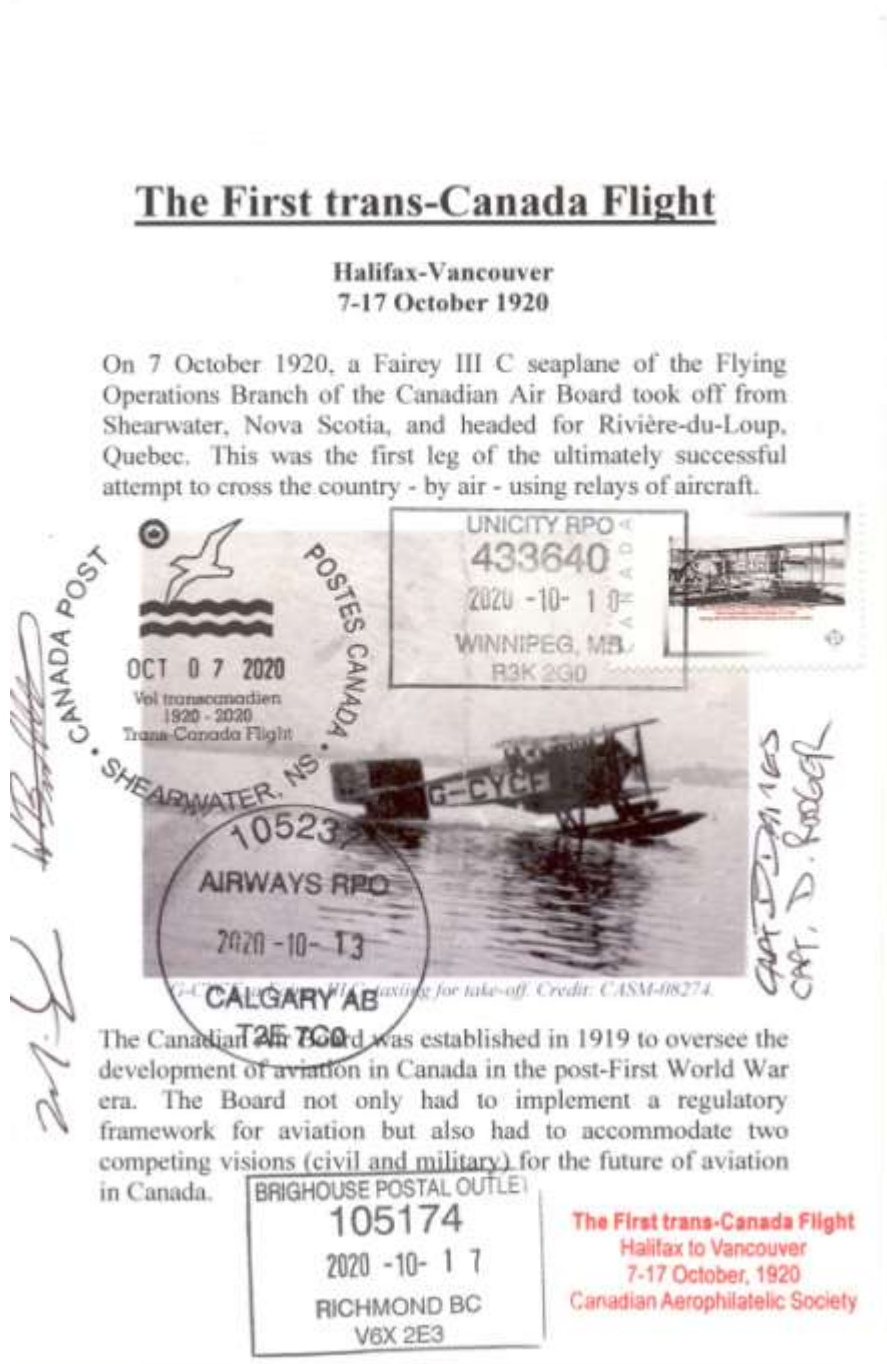 The First trans-Canada Flight
Halifax-Vancouver
7-17 October 1920
On 7 October 1920, a Fairey III C seaplane of the Flying
Operations Branch of the Canadian Air Board took off from
Shearwater, Nova Scotia, and headed for Rivière-du-Loup,
Quebec. This was the first leg of the ultimately successful
attempt to cross the country - by air - using relays of aircraft.
CANADA POST
POSTES CANADA
OCT 07 2020
Vol transcanadien
1920 - 2020
Trans-Canada Flight
• SHEARWATER, NS •
UNICITY RPO
433640
2020 -10- 10
WINNIPEG, MB
R3K 2G0
CANADA
G-CYCF
105237
AIRWAYS RPO
2020 -10- 13
CALGARY AB
T2E 7C0
CAPT D. DAMES
CAPT. D. RODGER
taxiing for take-off. Credit: CASM-08274.
The Canadian Air Board was established in 1919 to oversee the
development of aviation in Canada in the post-First World War
era. The Board not only had to implement a regulatory
framework for aviation but also had to accommodate two
competing visions (civil and military) for the future of aviation
in Canada.
BRIGHOUSE POSTAL OUTLET
105174
2020 -10- 17
RICHMOND BC
V6X 2E3
The First trans-Canada Flight
Halifax to Vancouver
7-17 October, 1920
Canadian Aerophilatelic Society